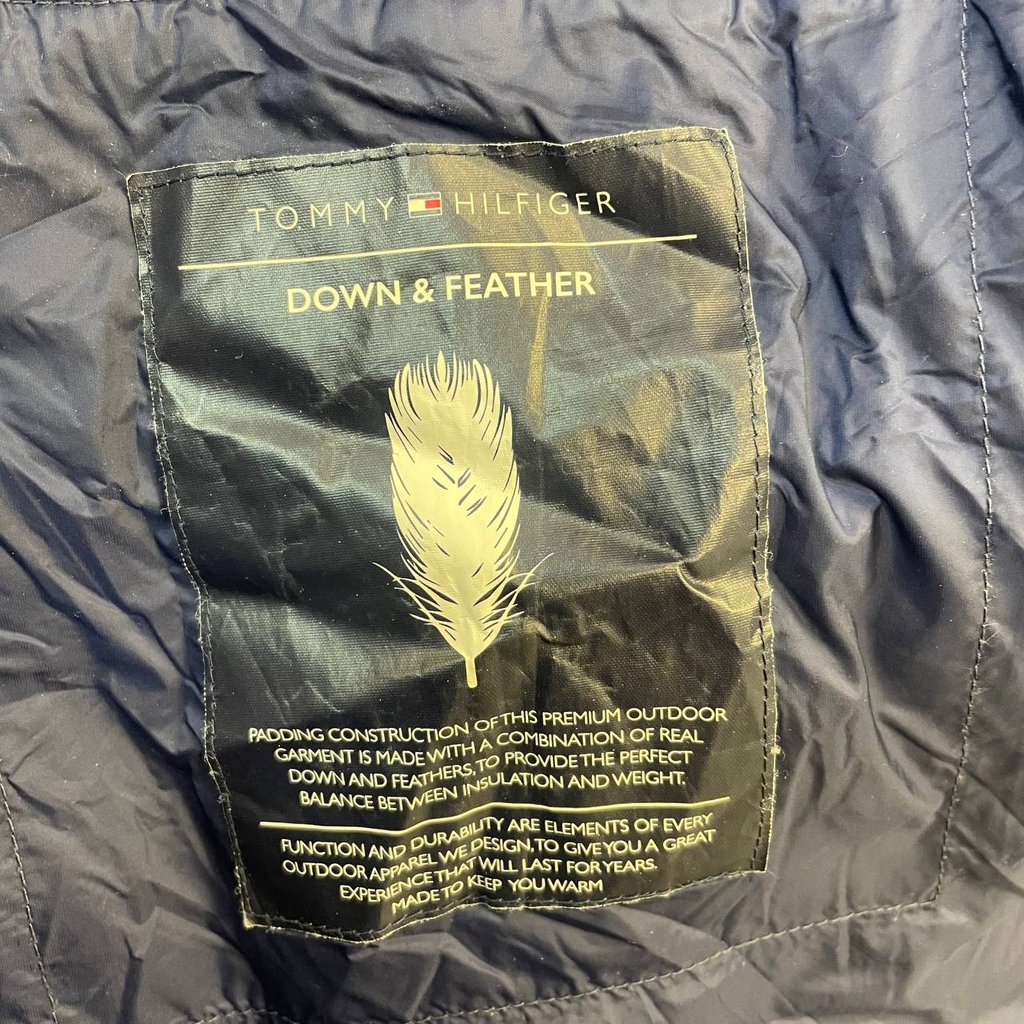 TOMMY HILFIGER
DOWN & FEATHER
PADDING CONSTRUCTION OF THIS PREMIUM OUTDOOR
GARMENT IS MADE WITH A COMBINATION OF REAL
DOWN AND FEATHERS, TO PROVIDE THE PERFECT
BALANCE BETWEEN INSULATION AND WEIGHT.
FUNCTION AND DURABILITY ARE ELEMENTS OF EVERY
OUTDOOR APPAREL WE DESIGN, TO GIVE YOU A GREAT
EXPERIENCE THAT WILL LAST FOR YEARS.
MADE TO KEEP YOU WARM